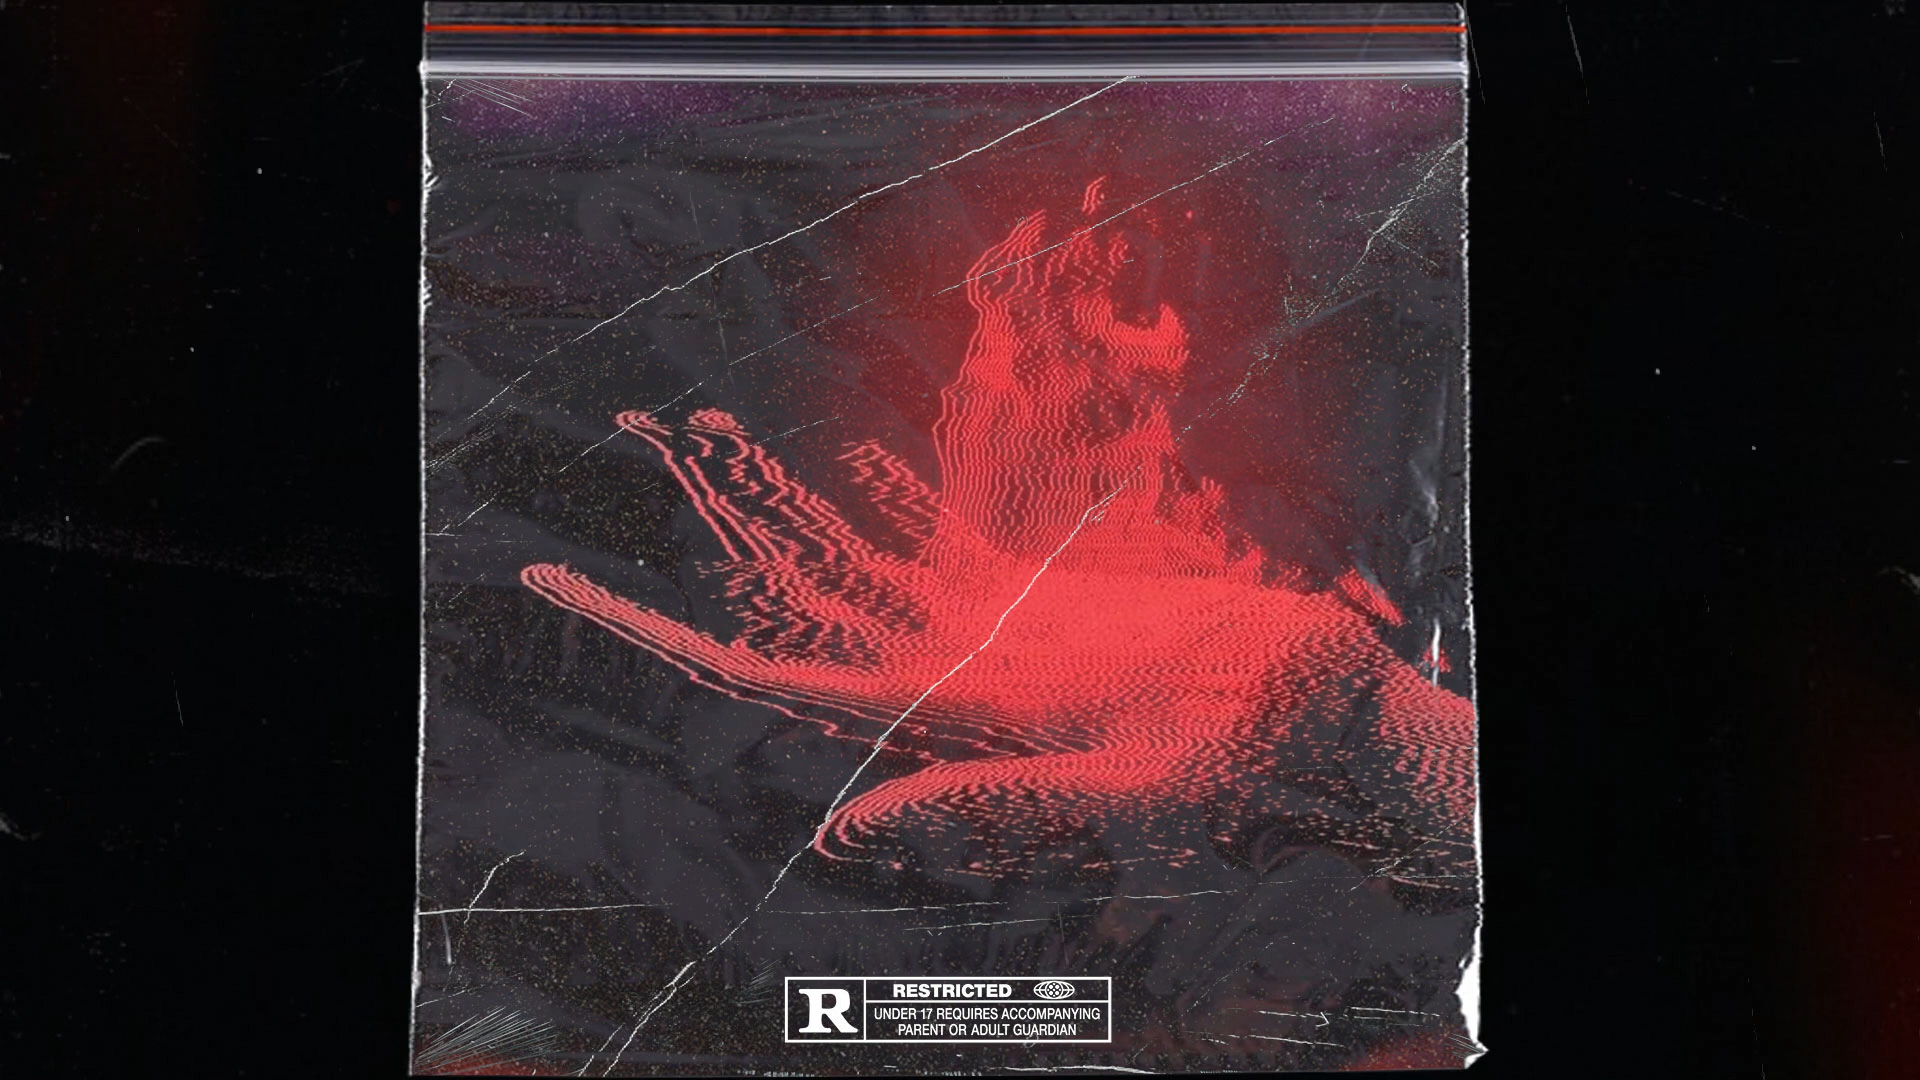 R
RESTRICTED
UNDER 17 REQUIRES ACCOMPANYING
PARENT OR ADULT GUARDIAN